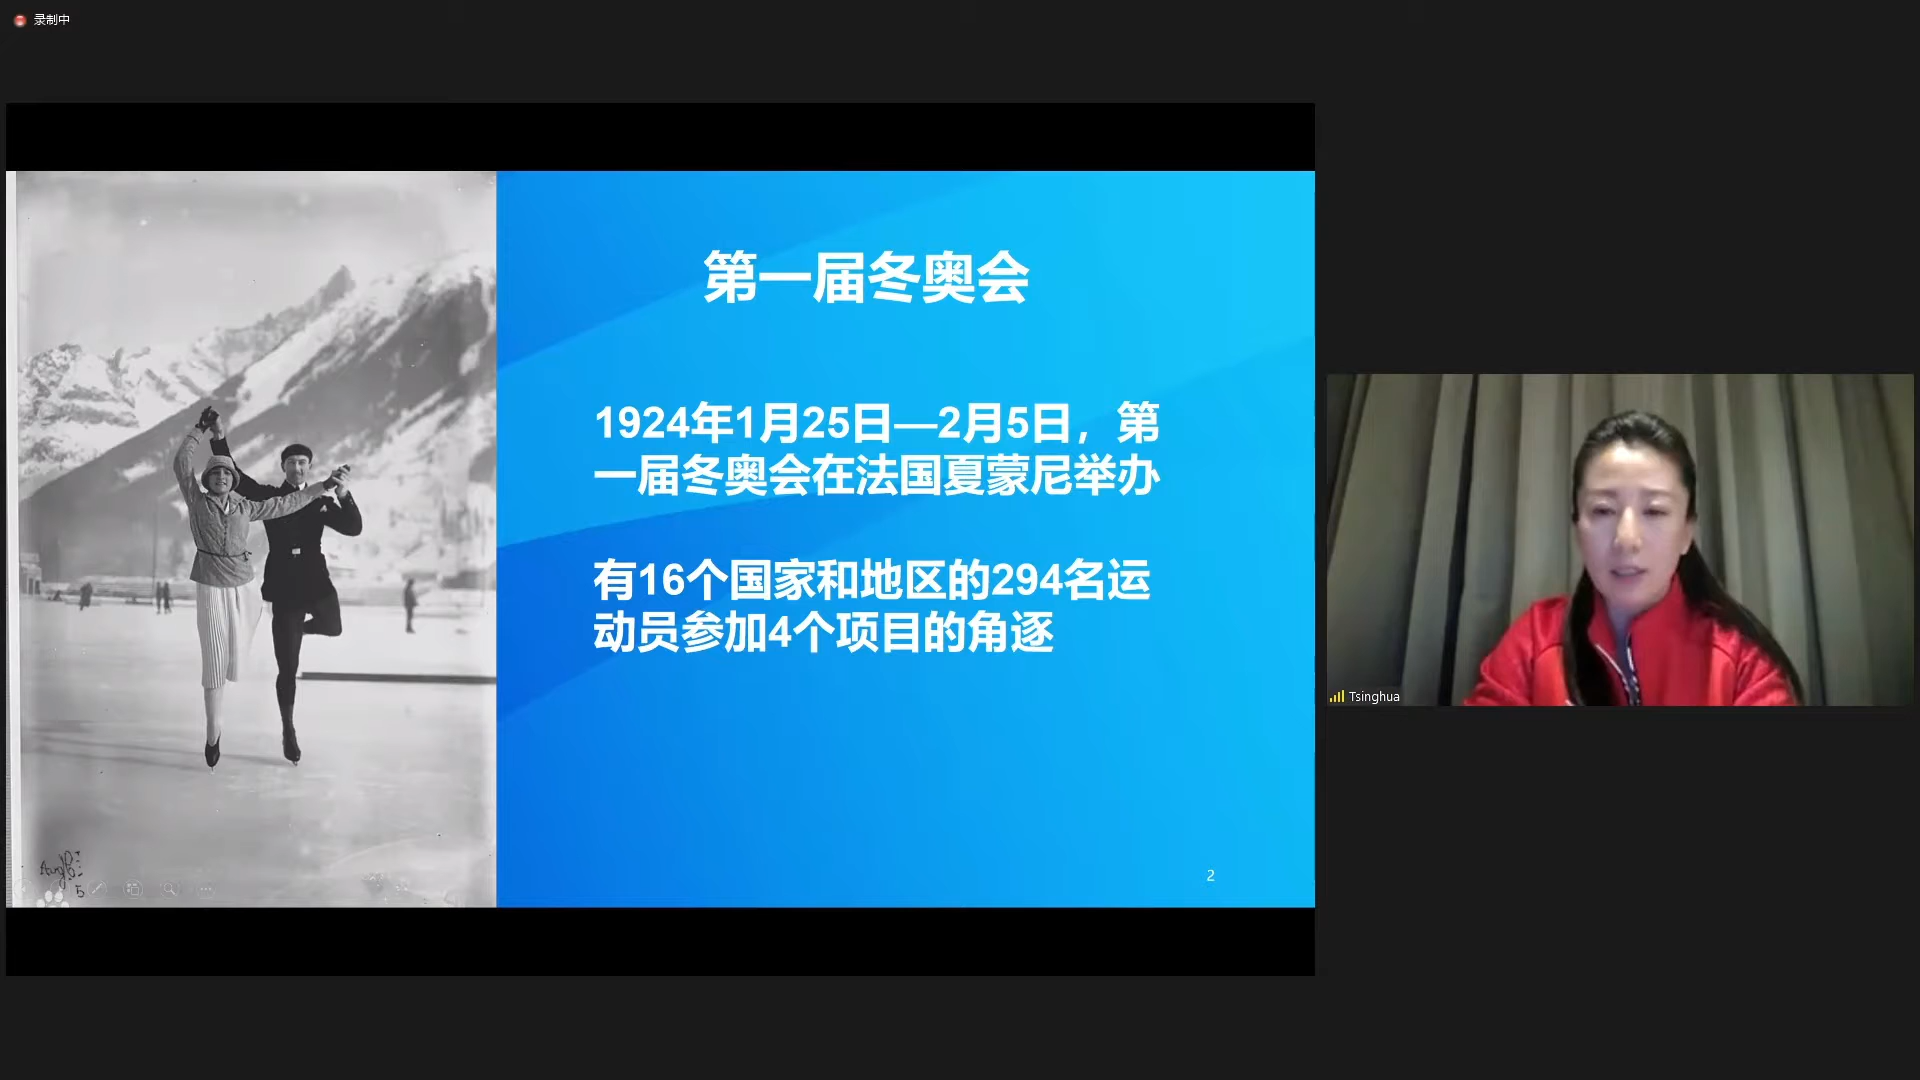 录制中
第一届冬奥会
1924年1月25日—2月5日，第
一届冬奥会在法国夏蒙尼举办
有16个国家和地区的294名运
动员参加4个项目的角逐
2
5
Tsinghua